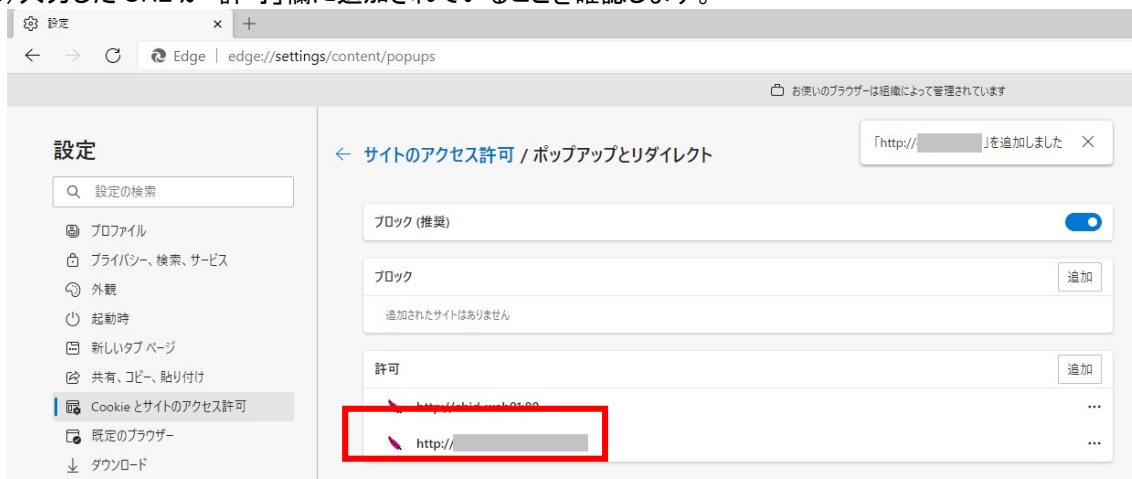 入力した URL が「許可」欄に追加されていることを確認します。
設定
Edge | edge://settings/content/popups
お使いのブラウザーは組織によって管理されています
設定
← サイトのアクセス許可 / ポップアップとリダイレクト
「http:// 」を追加しました
設定の検索
ブロック (推奨)
プロファイル
プライバシー、検索、サービス
ブロック
追加
外観
追加されたサイトはありません
起動時
新しいタブ ページ
許可
追加
共有、コピー、貼り付け
Cookie とサイトのアクセス許可
既定のブラウザー
http://
ダウンロード